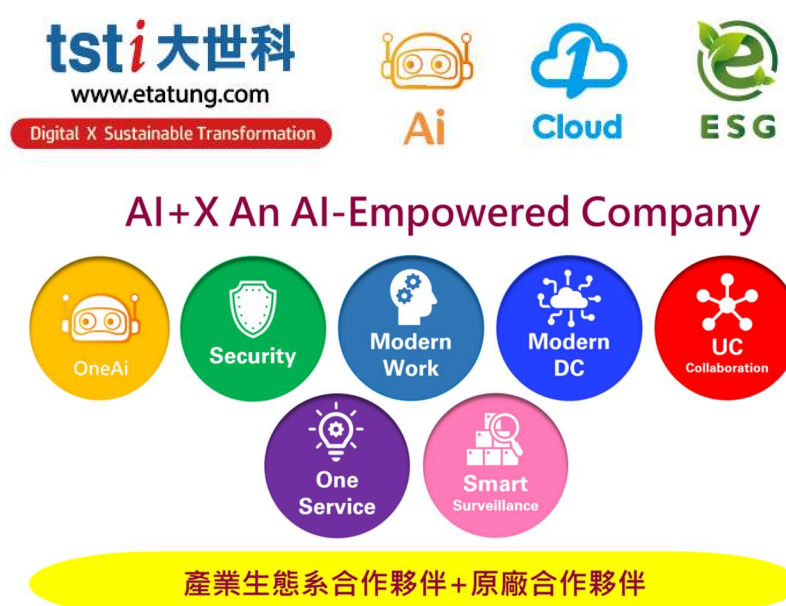 tsti大世科
www.etatung.com
Digital X Sustainable Transformation
Ai
1
Cloud
e
ESG
AI+X An AI-Empowered Company
OneAi
Security
Modern
Work
Modern
DC
UC
Collaboration
One
Service
Smart
Surveillance
產業生態系合作夥伴+原廠合作夥伴